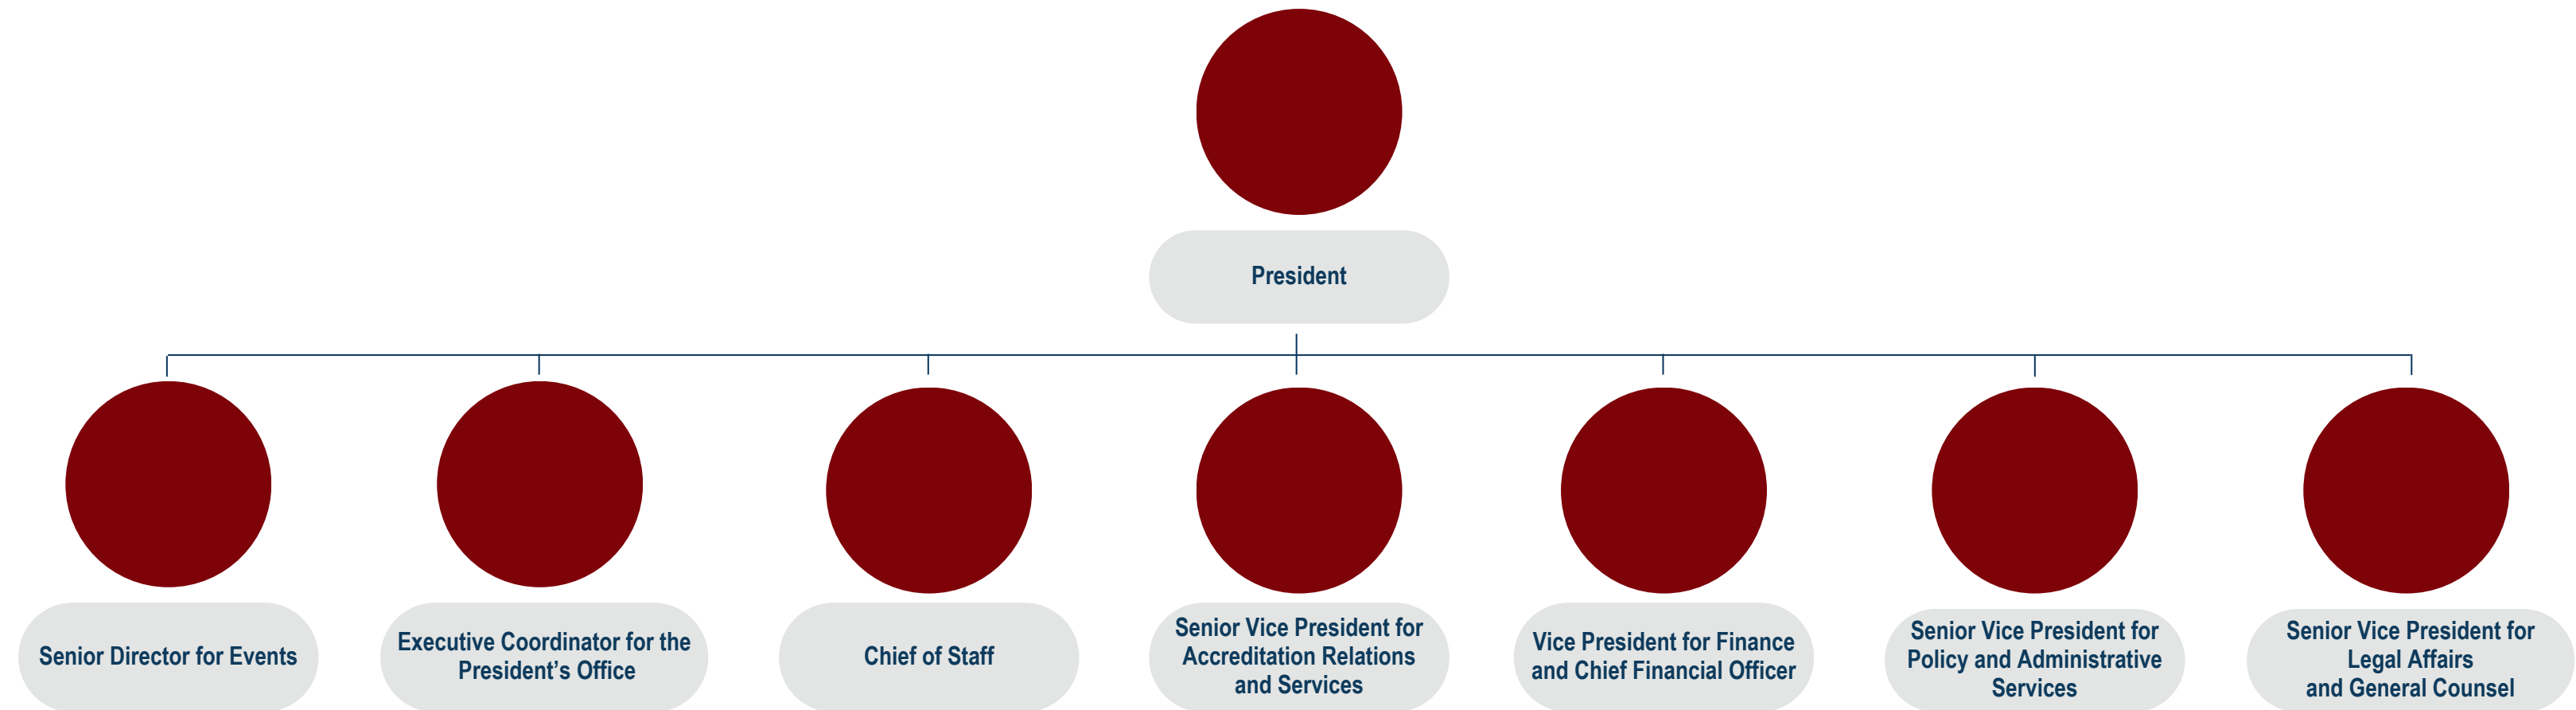 President
Senior Director for Events
Executive Coordinator for the
President’s Office
Chief of Staff
Senior Vice President for
Accreditation Relations
and Services
Vice President for Finance
and Chief Financial Officer
Senior Vice President for
Policy and Administrative
Services
Senior Vice President for
Legal Affairs
and General Counsel